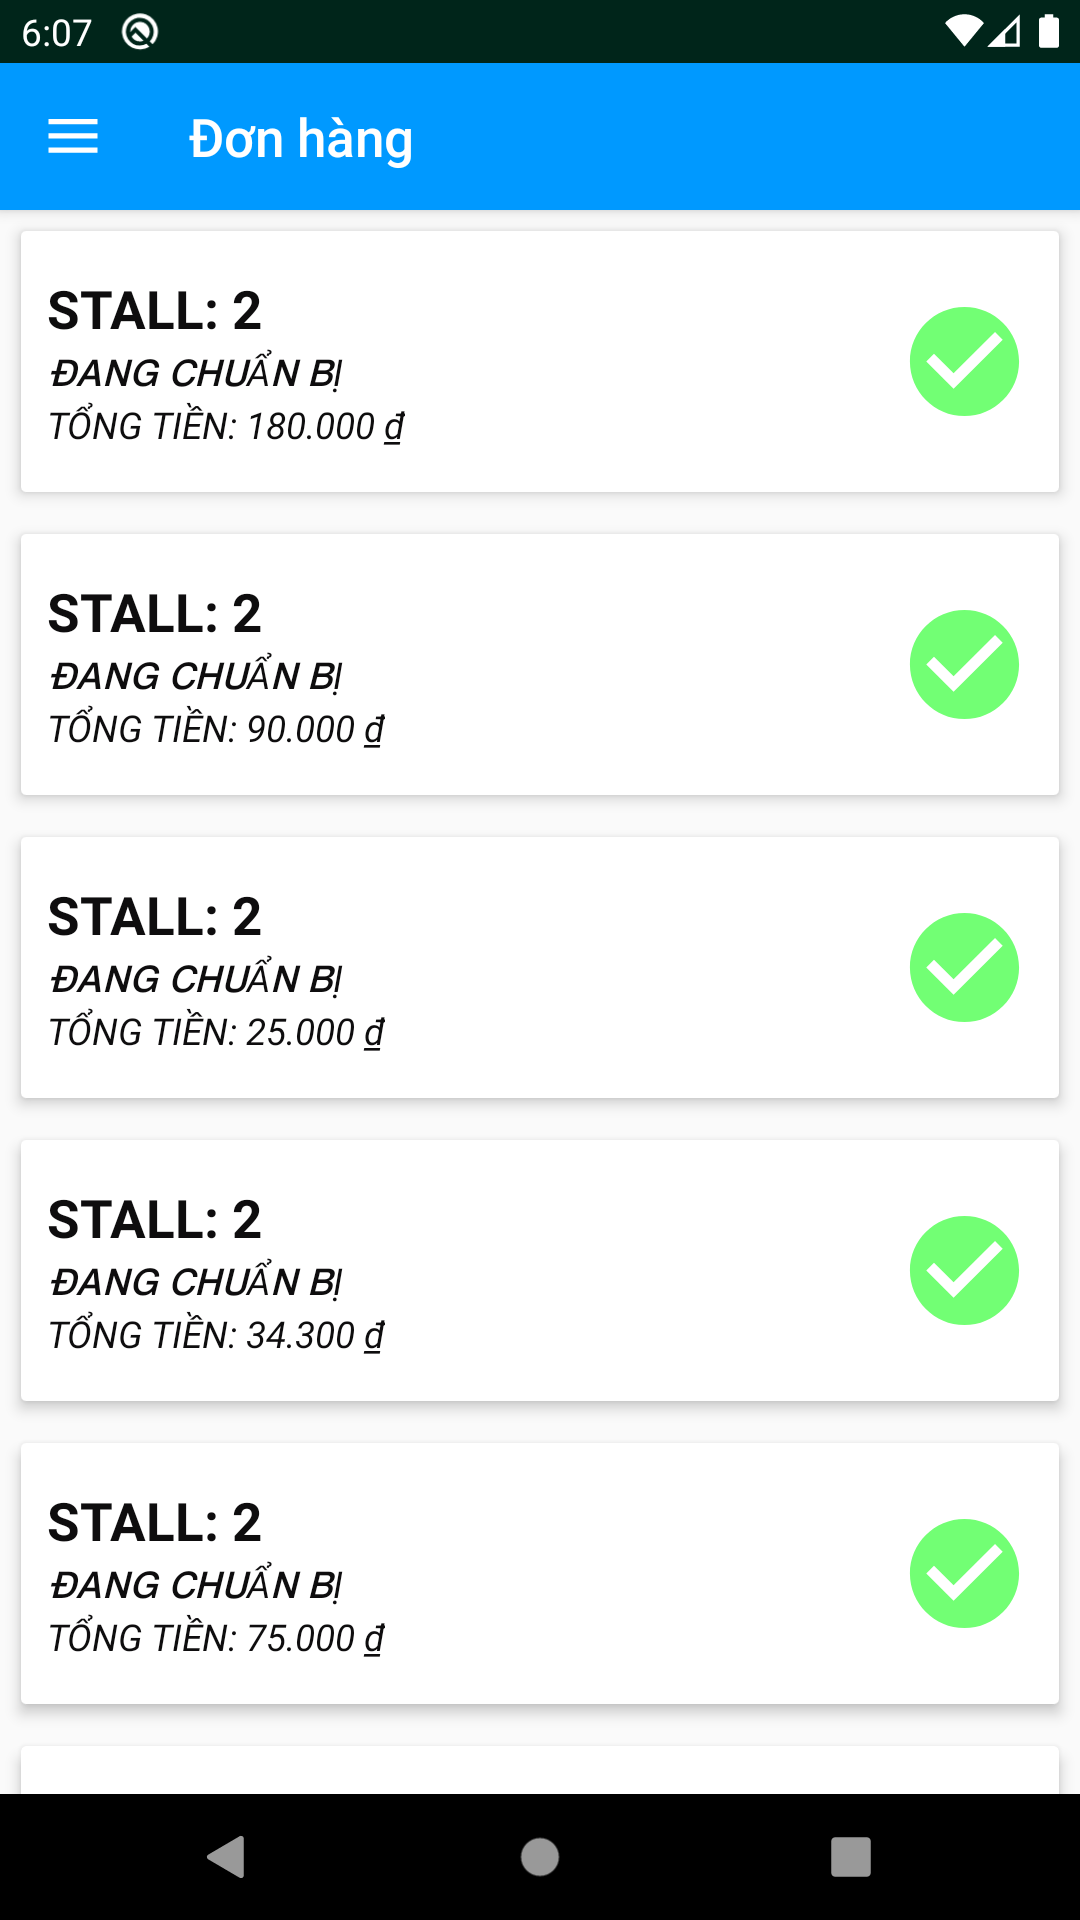 6:07
Đơn hàng
STALL: 2
ĐANG CHUẨN BỊ
TỔNG TIỀN: 180.000 ₫
STALL: 2
ĐANG CHUẨN BỊ
TỔNG TIỀN: 90.000 ₫
STALL: 2
ĐANG CHUẨN BỊ
TỔNG TIỀN: 25.000 ₫
STALL: 2
ĐANG CHUẨN BỊ
TỔNG TIỀN: 34.300 ₫
STALL: 2
ĐANG CHUẨN BỊ
TỔNG TIỀN: 75.000 ₫